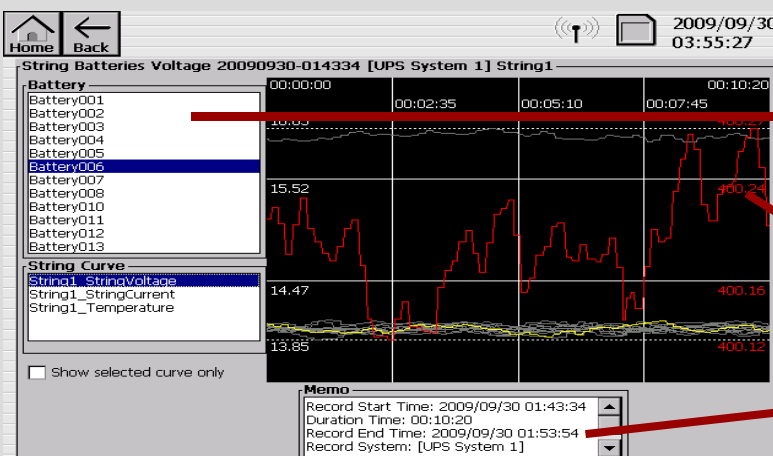 2009/09/30
03:55:27
Home
Back
String Batteries Voltage 20090930-014334 [UPS System 1] String1
Battery
Battery001
Battery002
Battery003
Battery004
Battery005
Battery006
Battery007
Battery008
Battery010
Battery011
Battery012
Battery013
String Curve
String1_StringVoltage
String1_StringCurrent
String1_Temperature
Show selected curve only
00:00:00
00:10:20
00:02:35
00:05:10
00:07:45
15.52
400.24
14.47
400.16
13.85
400.12
Memo
Record Start Time: 2009/09/30 01:43:34
Duration Time: 00:10:20
Record End Time: 2009/09/30 01:53:54
Record System: [UPS System 1]